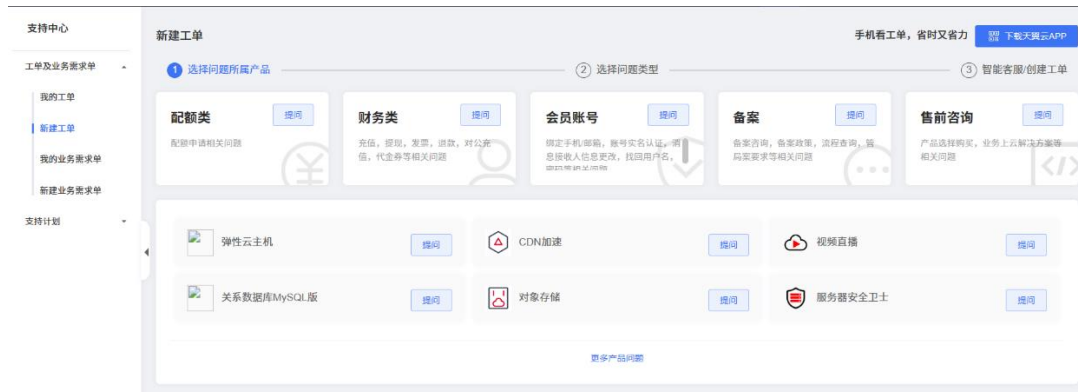 支持中心
工单及业务需求单
我的工单
新建工单
我的业务需求单
新建业务需求单
支持计划
新建工单
手机看工单，省时又省力
下载天翼云APP
1 选择问题所属产品
2 选择问题类型
3 智能客服/创建工单
配额类 提问
配额申请相关问题
财务类 提问
充值，提现，发票，退款，对公充
值，代金券等相关问题
会员账号 提问
绑定手机/邮箱，账号实名认证，消
息接收人信息更改，找回用户名，
密码等相关问题
备案 提问
备案咨询，备案政策，流程查询，管
局备案要求等相关问题
售前咨询 提问
产品选择购买，业务上云解决方案等
相关问题
弹性云主机 提问
CDN加速 提问
视频直播 提问
关系数据库MySQL版 提问
对象存储 提问
服务器安全卫士 提问
更多产品问题